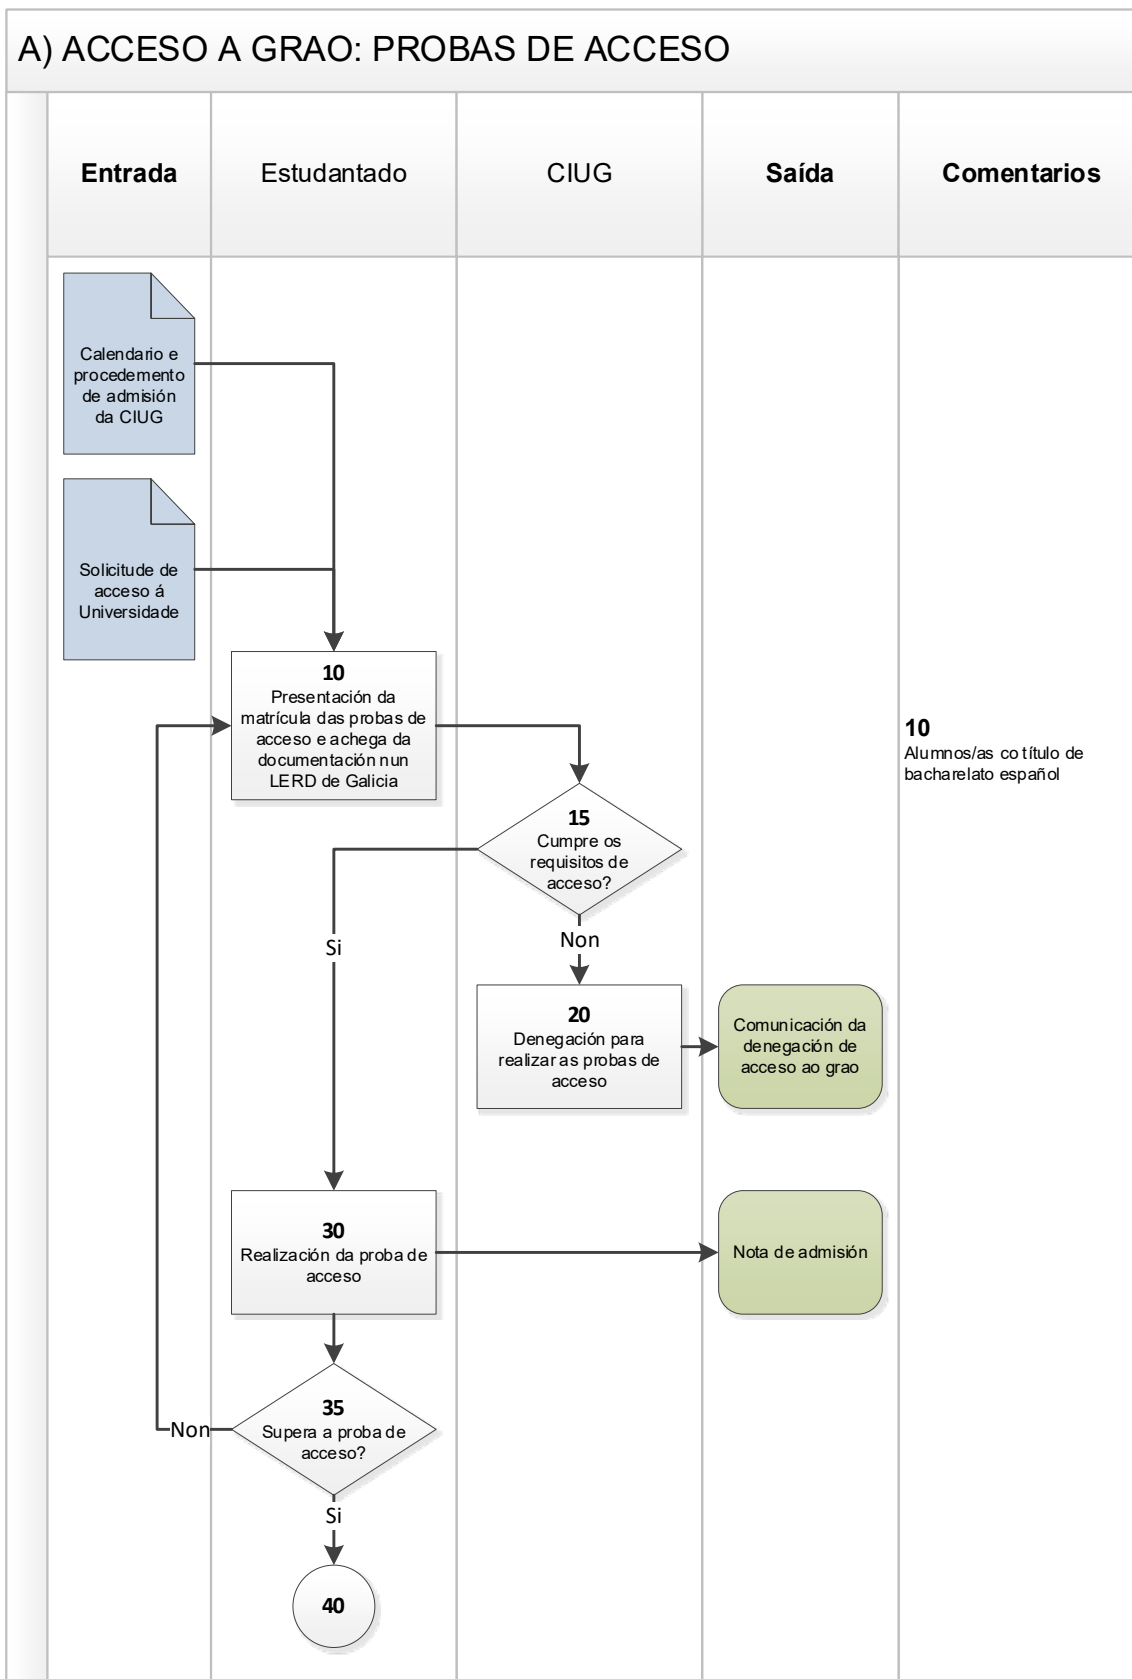 A) ACCESO A GRAO: PROBAS DE ACCESO
Entrada
Estudantado
CIUG
Saída
Comentarios
Calendario e
procedemento
de admisión
da CIUG
Solicitude de
acceso á
Universidade
10
Presentación da
matrícula das probas de
acceso e achega da
documentación nun
LERD de Galicia
10
Alumnos/as co título de
bacharelato español
15
Cumpre os
requisitos de
acceso?
Si
Non
20
Denegación para
realizar as probas de
acceso
Comunicación da
denegación de
acceso ao grao
30
Realización da proba de
acceso
Nota de admisión
35
Supera a proba de
acceso?
Non
Si
40